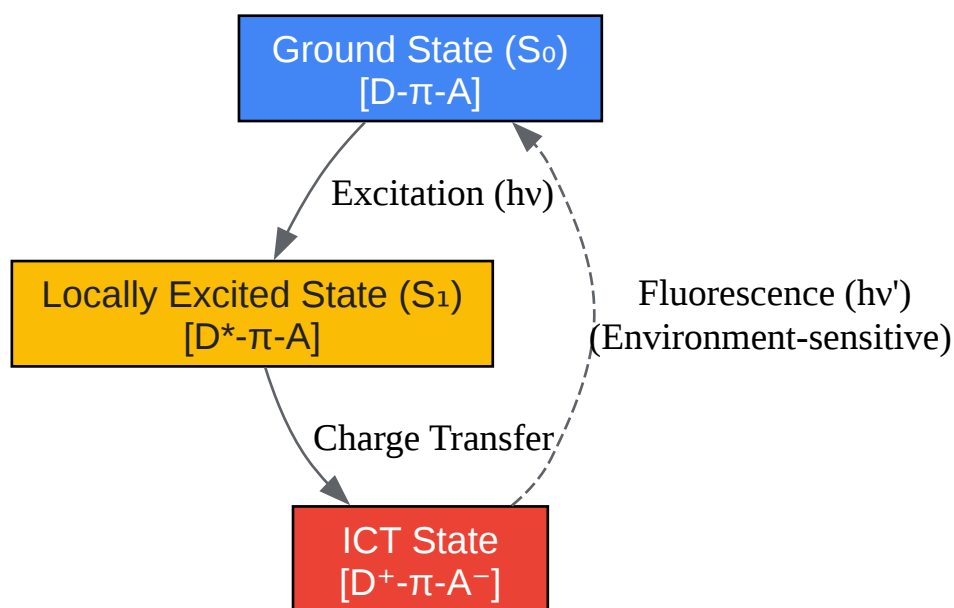 Ground State (S₀)
[D-π-A]
Excitation (hν)
Locally Excited State (S₁)
[D*-π-A]
Fluorescence (hν')
(Environment-sensitive)
Charge Transfer
ICT State
[D⁺-π-A⁻]